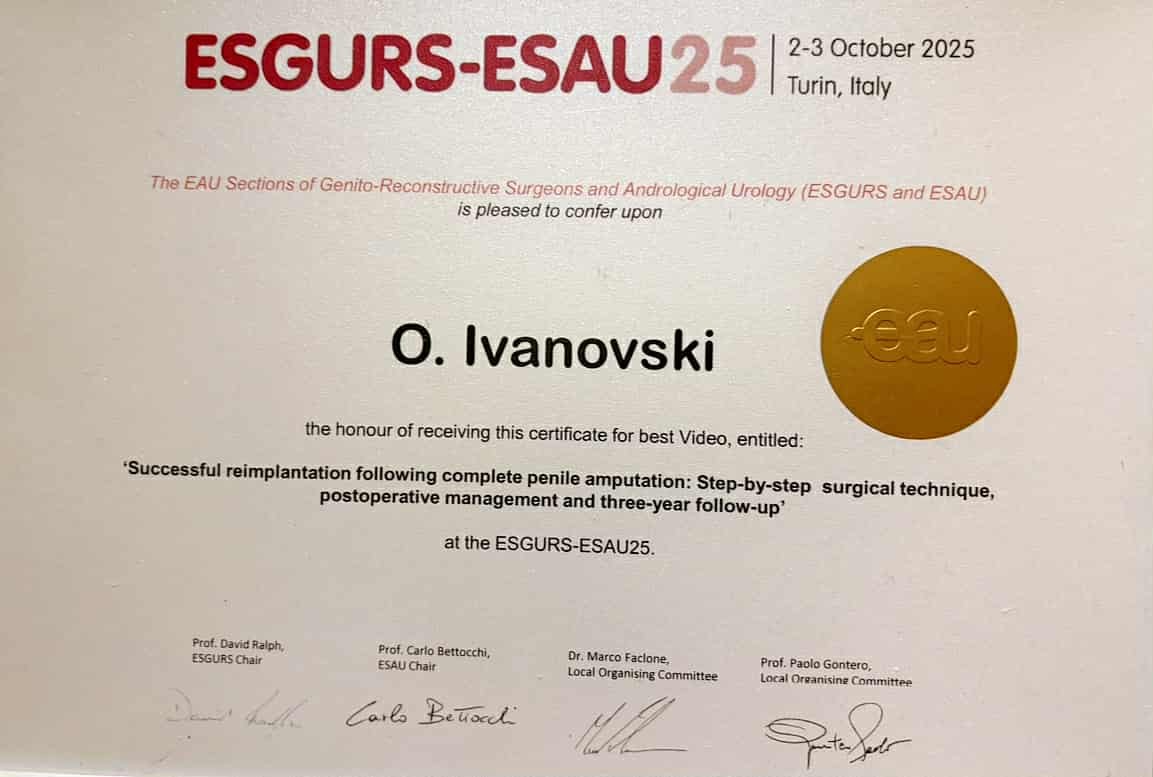 ESGURS-ESAU25
2-3 October 2025
Turin, Italy
The EAU Sections of Genito-Reconstructive Surgeons and Andrological Urology (ESGURS and ESAU)
is pleased to confer upon
eau
O. Ivanovski
the honour of receiving this certificate for best Video, entitled:
‘Successful reimplantation following complete penile amputation: Step-by-step surgical technique,
postoperative management and three-year follow-up’
at the ESGURS-ESAU25.
Prof. David Ralph,
ESGURS Chair
Prof. Carlo Bettocchi,
ESAU Chair
Dr. Marco Faclone,
Local Organising Committee
Prof. Paolo Gontero,
Local Organising Committee
Carlo Bettocchi